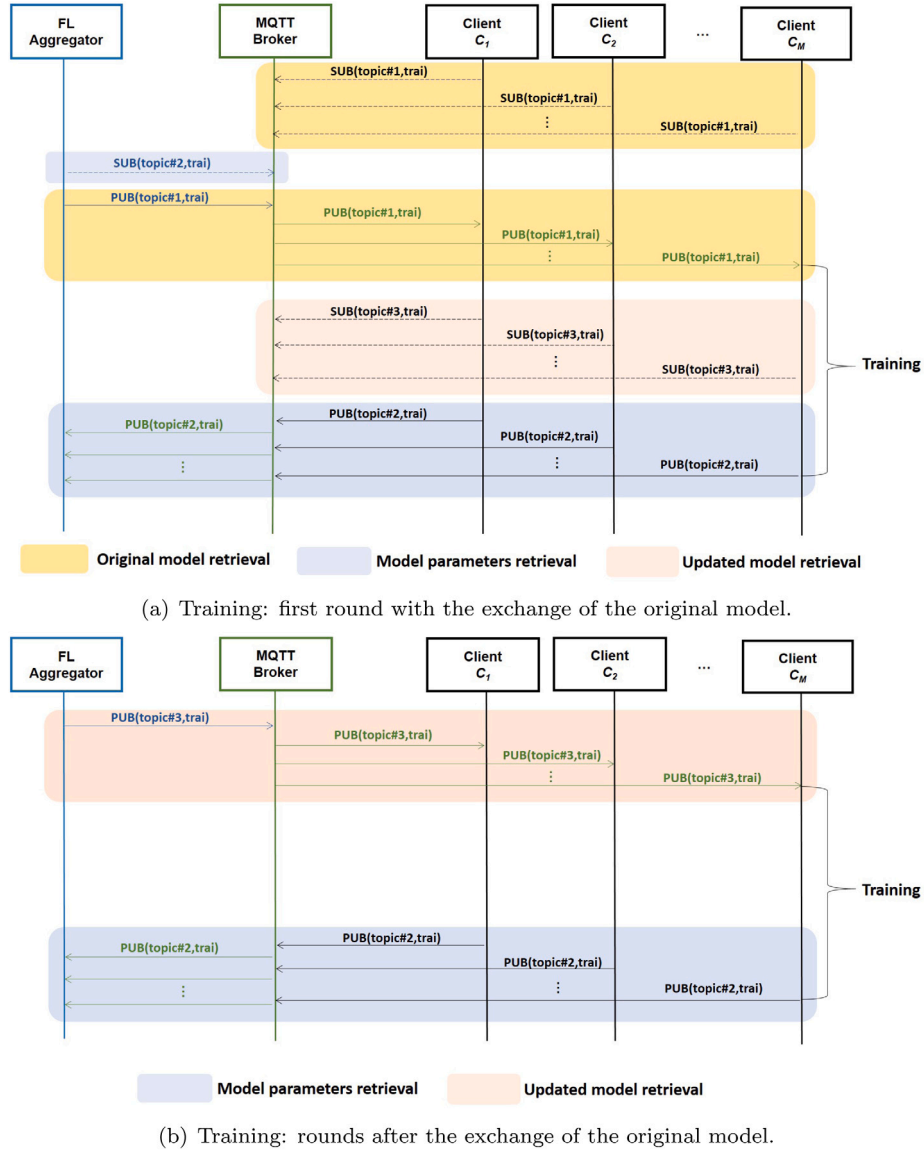 FL
Aggregator
MQTT
Broker
Client
C1
Client
C2
...
Client
CM
SUB(topic#1,trai)
SUB(topic#1,trai)
⋮
SUB(topic#1,trai)
SUB(topic#2,trai)
PUB(topic#1,trai)
PUB(topic#1,trai)
PUB(topic#1,trai)
⋮
PUB(topic#1,trai)
SUB(topic#3,trai)
SUB(topic#3,trai)
⋮
SUB(topic#3,trai)
Training
PUB(topic#2,trai)
PUB(topic#2,trai)
PUB(topic#2,trai)
⋮
⋮
PUB(topic#2,trai)
Original model retrieval
Model parameters retrieval
Updated model retrieval
(a) Training: first round with the exchange of the original model.
FL
Aggregator
MQTT
Broker
Client
C1
Client
C2
...
Client
CM
PUB(topic#3,trai)
PUB(topic#3,trai)
PUB(topic#3,trai)
⋮
PUB(topic#3,trai)
Training
PUB(topic#2,trai)
PUB(topic#2,trai)
PUB(topic#2,trai)
⋮
⋮
PUB(topic#2,trai)
Model parameters retrieval
Updated model retrieval
(b) Training: rounds after the exchange of the original model.